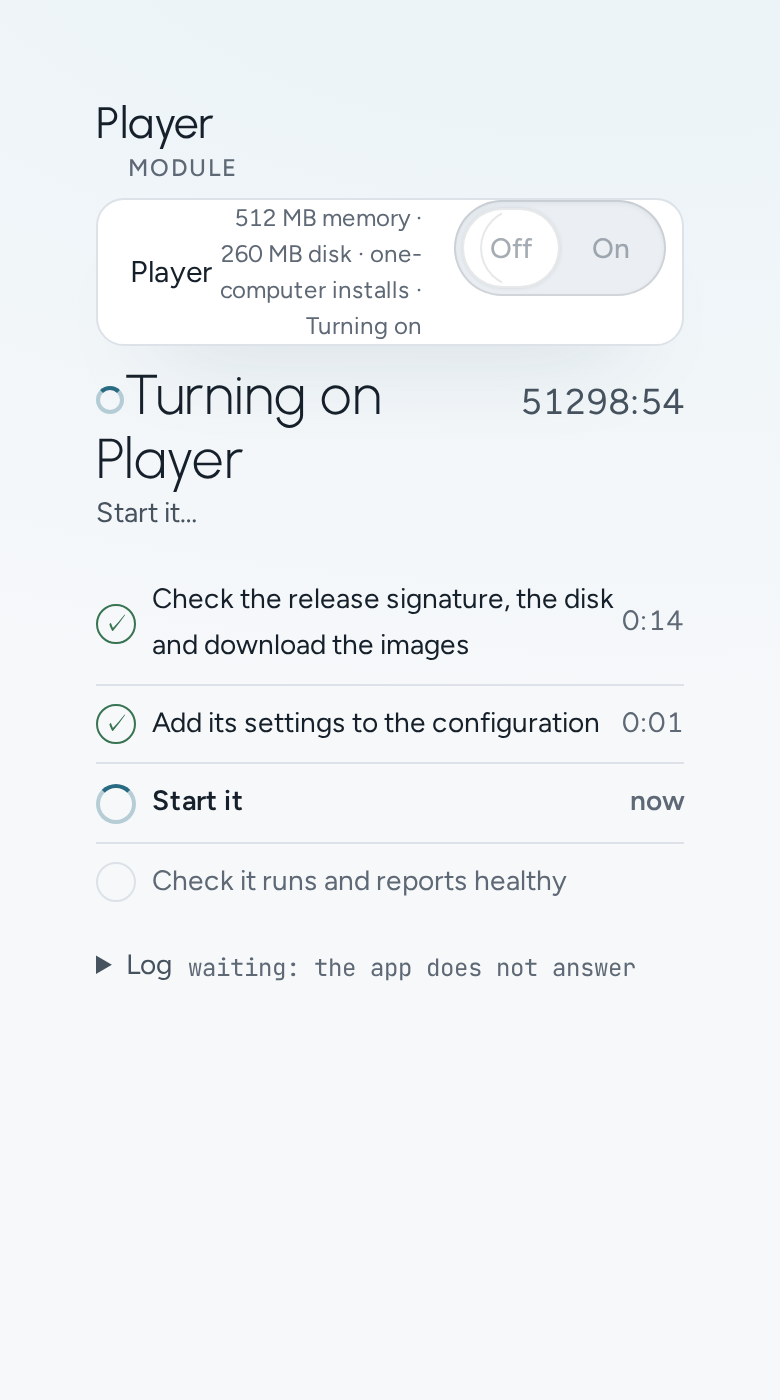 Player
MODULE
Player
512 MB memory ·
260 MB disk · one-
computer installs ·
Turning on
Off
On
Turning on
Player
51298:54
Start it…
Check the release signature, the disk
and download the images
0:14
✓
Add its settings to the configuration
0:01
✓
Start it
now
Check it runs and reports healthy
▶ Log waiting: the app does not answer